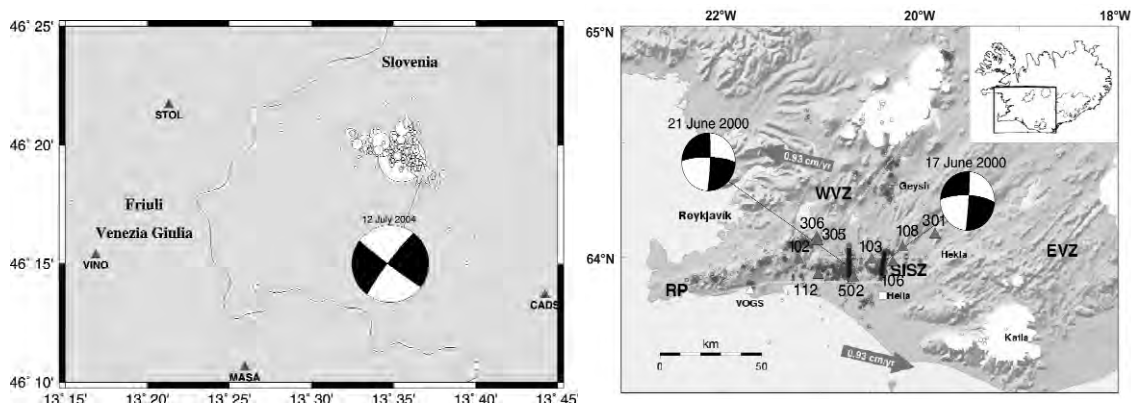 46° 25'
46° 20'
46° 15'
46° 10'
13° 15'
13° 20'
13° 25'
13° 30'
13° 35'
13° 40'
13° 45'
Slovenia
STOL
Friuli
Venezia Giulia
12 July 2004
VINO
CADS
MASA
22°W
20°W
18°W
65°N
64°N
21 June 2000
0.93 cm/yr
17 June 2000
WVZ
Geysir
Reykjavík
306
301
305
108
102
103
Hekla
EVZ
SISZ
RP
112
502
106
VOGS
Hella
Katla
km
0
50
0.93 cm/yr